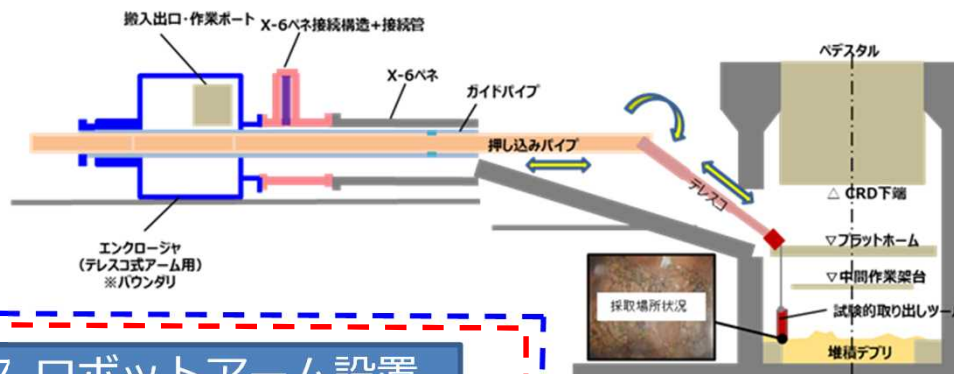 搬入出口・作業ポート
X-6ペネ接続構造+接続管
X-6ペネ
ガイドパイプ
ペデスタル
押し込みパイプ
テレスコ
△ CRD下端
▽プラットホーム
▽中間作業架台
試験的取り出しツール
堆積デブリ
採取場所状況
エンクロージャ
(テレスコ式アーム用)
※バウンダリ
ロボットアーム設置